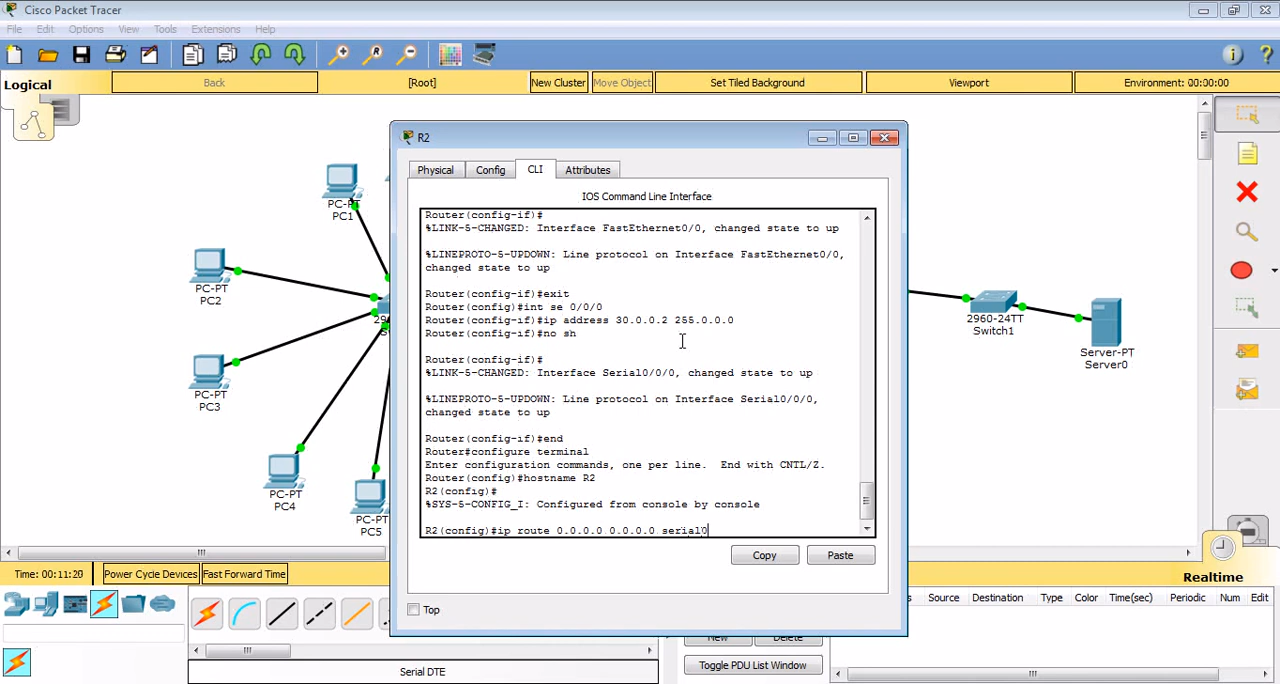 Cisco Packet Tracer
File Edit Options View Tools Extensions Help
Logical
Back
[Root]
New Cluster
Move Object
Set Tiled Background
Viewport
Environment: 00:00:00
R2
Physical Config CLI Attributes
IOS Command Line Interface
Router(config-if)#
%LINK-5-CHANGED: Interface FastEthernet0/0, changed state to up
%LINEPROTO-5-UPDOWN: Line protocol on Interface FastEthernet0/0,
changed state to up
Router(config-if)#exit
Router(config)#int se 0/0/0
Router(config-if)#ip address 30.0.0.2 255.0.0.0
Router(config-if)#no sh
Router(config-if)#
%LINK-5-CHANGED: Interface Serial0/0/0, changed state to up
%LINEPROTO-5-UPDOWN: Line protocol on Interface Serial0/0/0,
changed state to up
Router(config-if)#end
Router#configure terminal
Enter configuration commands, one per line.  End with CNTL/Z.
Router(config)#hostname R2
R2(config)#
%SYS-5-CONFIG_I: Configured from console by console
R2(config)#ip route 0.0.0.0 0.0.0.0 serial0
Copy
Paste
Top
PC-PT
PC1
PC-PT
PC2
PC-PT
PC3
PC-PT
PC4
PC-PT
PC5
2960-24TT
Switch1
Server-PT
Server0
Time: 00:11:20
Power Cycle Devices
Fast Forward Time
Realtime
Source Destination Type Color Time(sec) Periodic Num Edit
New
Delete
Toggle PDU List Window
Serial DTE